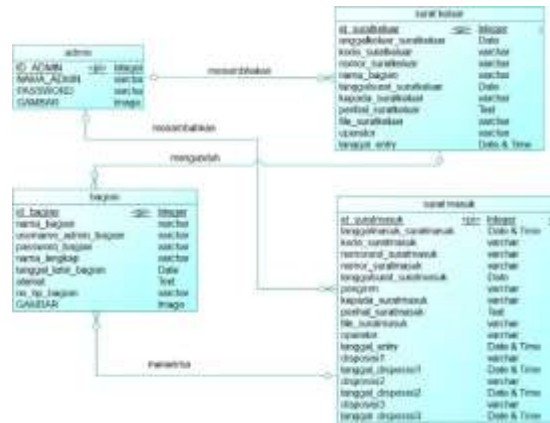 admin
ID_ADMIN <pi> Integer
NAMA_ADMIN varchar
PASSWORD varchar
GAMBAR Image
surat keluar
id_suratkeluar <pi> Integer
tanggalkeluar_suratkeluar Date
kode_suratkeluar varchar
nomor_suratkeluar varchar
nama_bagian varchar
tanggalsurat_suratkeluar Date
kepada_suratkeluar varchar
perihal_suratkeluar Text
file_suratkeluar varchar
operator varchar
tanggal_entry Date & Time
menambahkan
menambahkan
mengunduh
bagian
id_bagian <pi> Integer
nama_bagian varchar
username_admin_bagian varchar
password_bagian varchar
nama_lengkap varchar
tanggal_lahir_bagian Date
alamat Text
no_hp_bagian varchar
GAMBAR Image
surat masuk
id_suratmasuk <pi> Integer
tanggalmasuk_suratmasuk Date & Time
kode_suratmasuk varchar
varchar
nomor_suratmasuk varchar
tanggalsurat_suratmasuk Date
pengirim varchar
kepada_suratmasuk varchar
perihal_suratmasuk Text
file_suratmasuk varchar
operator varchar
tanggal_entry Date & Time
disposisi1 varchar
tanggal_disposisi1 Date & Time
disposisi2 varchar
tanggal_disposisi2 Date & Time
disposisi3 varchar
tanggal_disposisi3 Date & Time
menerima